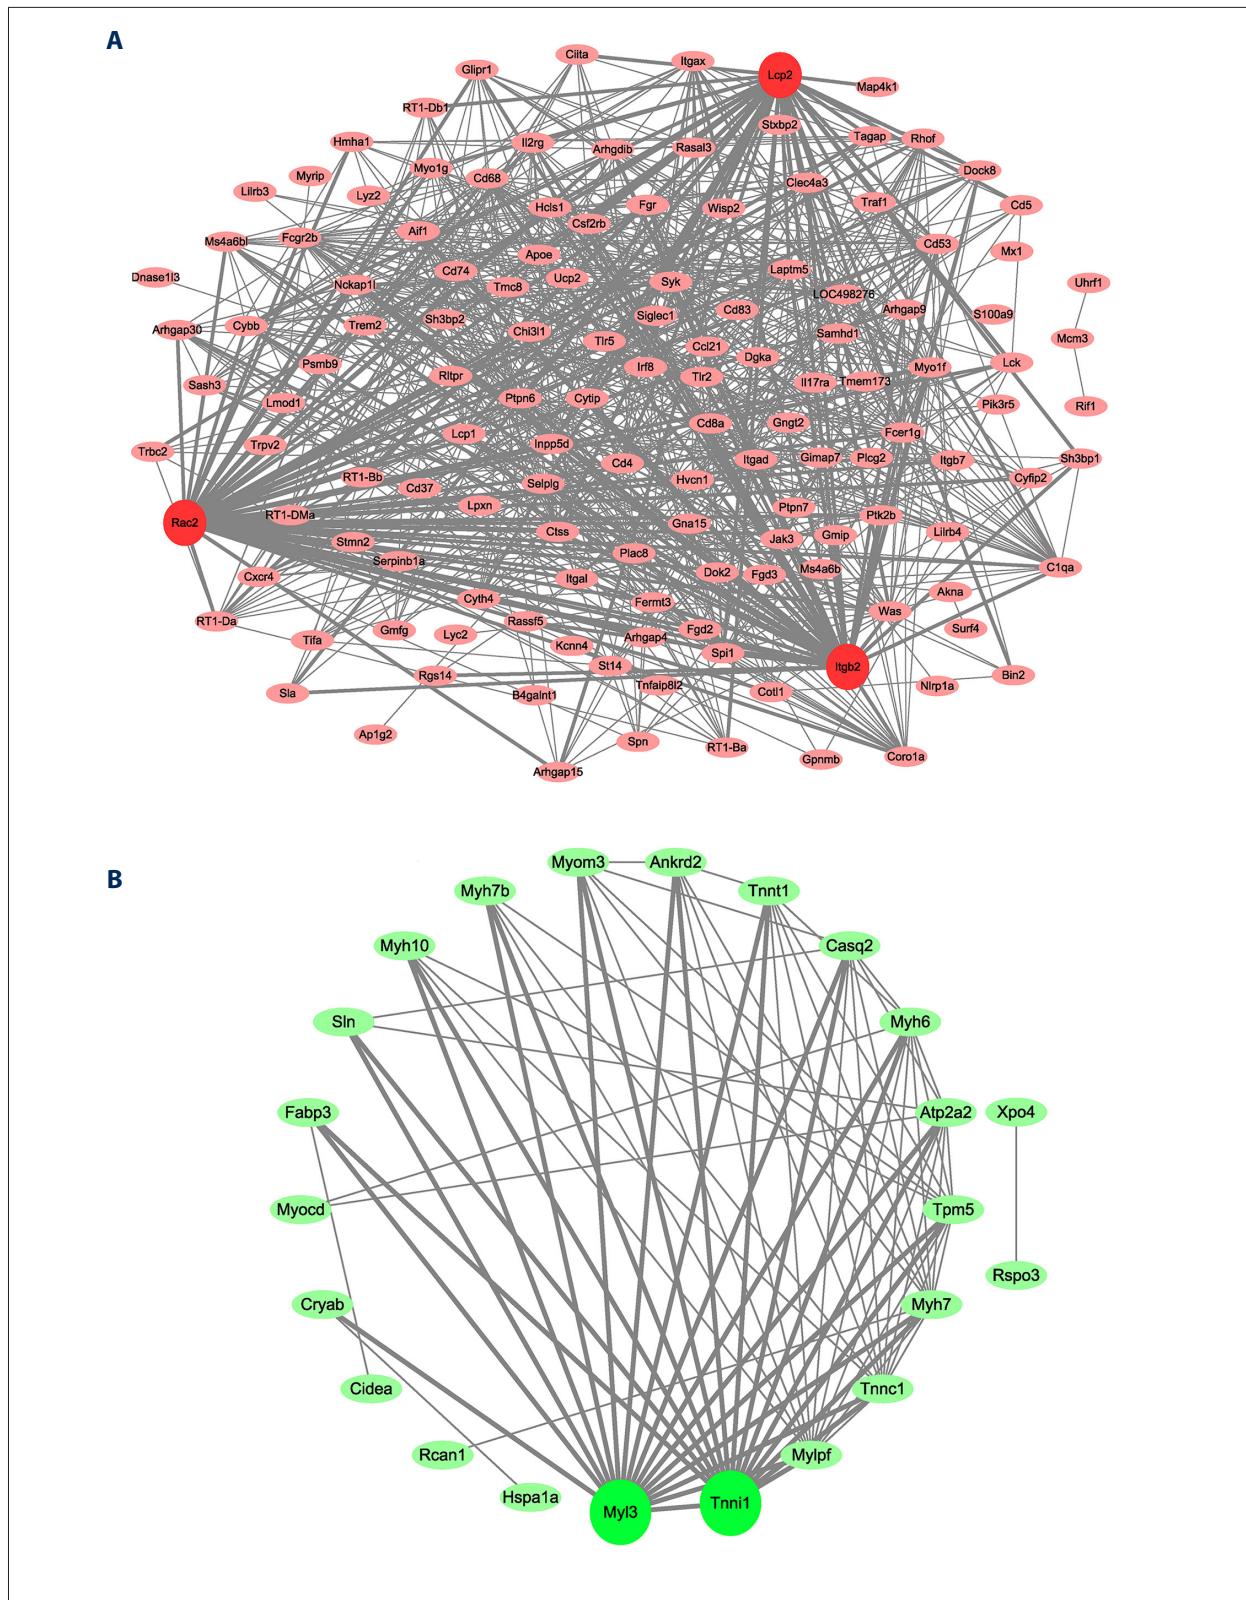 A
Ciita
Itgax
Lcp2
Glipr1
Map4k1
RT1-Db1
Stxbp2
Tagap
Rhof
Hmha1
Il2rg
Arhgdib
Rasal3
Myo1g
Cd68
Clec4a3
Dock8
Myrip
Lilrb3
Lyz2
Hcls1
Fgr
Wisp2
Traf1
Cd5
Csf2rb
Aif1
Ms4a6bl
Fcgr2b
Cd53
Mx1
Apoe
Dnase1l3
Nckap1l
Cd74
Tmc8
Ucp2
Syk
Laptm5
LOC498276
Uhrf1
Arhgap30
Cybb
Trem2
Sh3bp2
Chi3l1
Siglec1
Cd83
Samhd1
Arhgap9
S100a9
Tlr5
Ccl21
Dgka
Mcm3
Psmb9
Rltpr
Irf8
Tlr2
Il17ra
Tmem173
Myo1f
Lck
Sash3
Lmod1
Ptpn6
Cytip
Pik3r5
Rif1
Trbc2
Trpv2
Lcp1
Inpp5d
Cd8a
Gngt2
Fcer1g
Cd4
Itgad
Gimap7
Plcg2
Itgb7
Sh3bp1
RT1-Bb
Cd37
Selplg
Hvcn1
Cyfip2
Rac2
RT1-DMa
Lpxn
Gna15
Ptpn7
Ptk2b
Stmn2
Ctss
Jak3
Gmip
Lilrb4
Serpinb1a
Plac8
Cxcr4
Itgal
Dok2
Fgd3
Ms4a6b
C1qa
Cyth4
Fermt3
Akna
RT1-Da
Tifa
Gmfg
Lyc2
Rassf5
Arhgap4
Fgd2
Was
Surf4
Kcnn4
Spi1
Itgb2
Sla
Rgs14
St14
B4galnt1
Tnfaip8l2
Cotl1
Nlrp1a
Bin2
Ap1g2
Spn
RT1-Ba
Gpnmb
Coro1a
Arhgap15
B
Myom3
Ankrd2
Myh7b
Tnnt1
Myh10
Casq2
Sln
Myh6
Fabp3
Atp2a2
Xpo4
Myocd
Tpm5
Rspo3
Cryab
Myh7
Cidea
Tnnc1
Rcan1
Mylpf
Hspa1a
Myl3
Tnni1